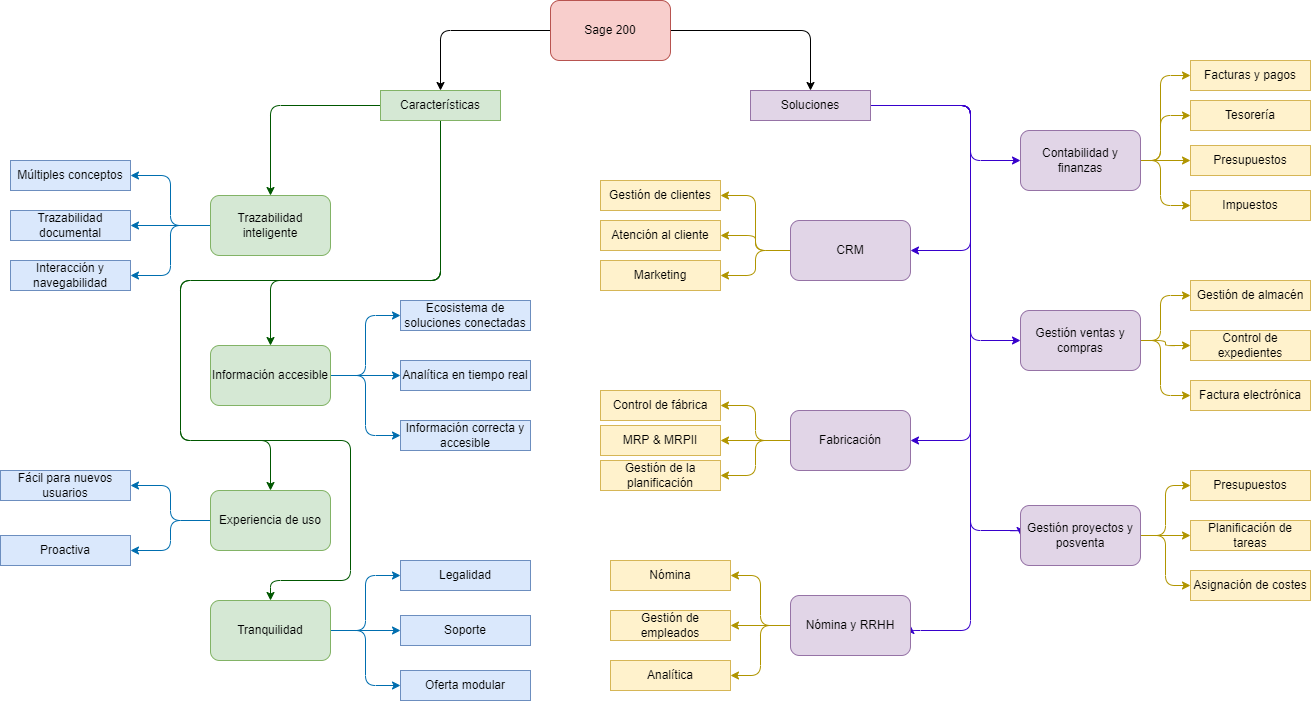 Sage 200
Características
Trazabilidad
inteligente
Múltiples conceptos
Trazabilidad
documental
Interacción y
navegabilidad
Información accesible
Ecosistema de
soluciones conectadas
Analítica en tiempo real
Información correcta y
accesible
Experiencia de uso
Fácil para nuevos
usuarios
Proactiva
Tranquilidad
Legalidad
Soporte
Oferta modular
Soluciones
Contabilidad y
finanzas
Facturas y pagos
Tesorería
Presupuestos
Impuestos
CRM
Gestión de clientes
Atención al cliente
Marketing
Gestión ventas y
compras
Gestión de almacén
Control de
expedientes
Factura electrónica
Fabricación
Control de fábrica
MRP & MRPII
Gestión de la
planificación
Gestión proyectos y
posventa
Presupuestos
Planificación de
tareas
Asignación de costes
Nómina y RRHH
Nómina
Gestión de
empleados
Analítica